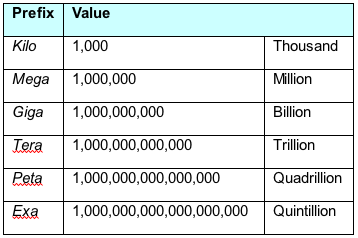 Prefix Value
Kilo 1,000 Thousand
Mega 1,000,000 Million
Giga 1,000,000,000 Billion
Tera 1,000,000,000,000 Trillion
Peta 1,000,000,000,000,000 Quadrillion
Exa 1,000,000,000,000,000,000 Quintillion